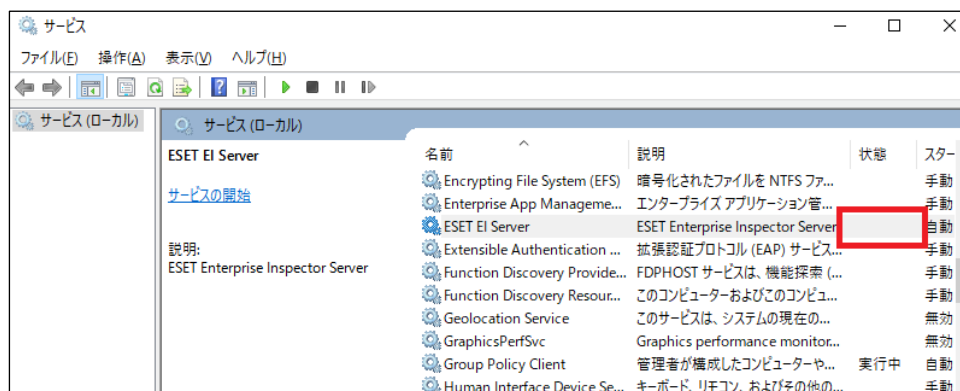 サービス
ファイル(F) 操作(A) 表示(V) ヘルプ(H)
サービス (ローカル)
サービス (ローカル)
ESET EI Server
サービスの開始
説明:
ESET Enterprise Inspector Server
名前 説明 状態 スター
Encrypting File System (EFS) 暗号化されたファイルを NTFS ファ... 手動
Enterprise App Manageme... エンタープライズ アプリケーション管... 手動
ESET EI Server ESET Enterprise Inspector Server 自動
Extensible Authentication ... 拡張認証プロトコル (EAP) サービス... 手動
Function Discovery Provide... FDPHOST サービスは、機能探索 (... 手動
Function Discovery Resour... このコンピューターおよびこのコンピュ... 手動
Geolocation Service このサービスは、システムの現在の... 無効
GraphicsPerfSvc Graphics performance monitor... 無効
Group Policy Client 管理者が構成したコンピューターや... 実行中 自動
Human Interface Device Se... キーボード、リモコン、およびその他の... 手動